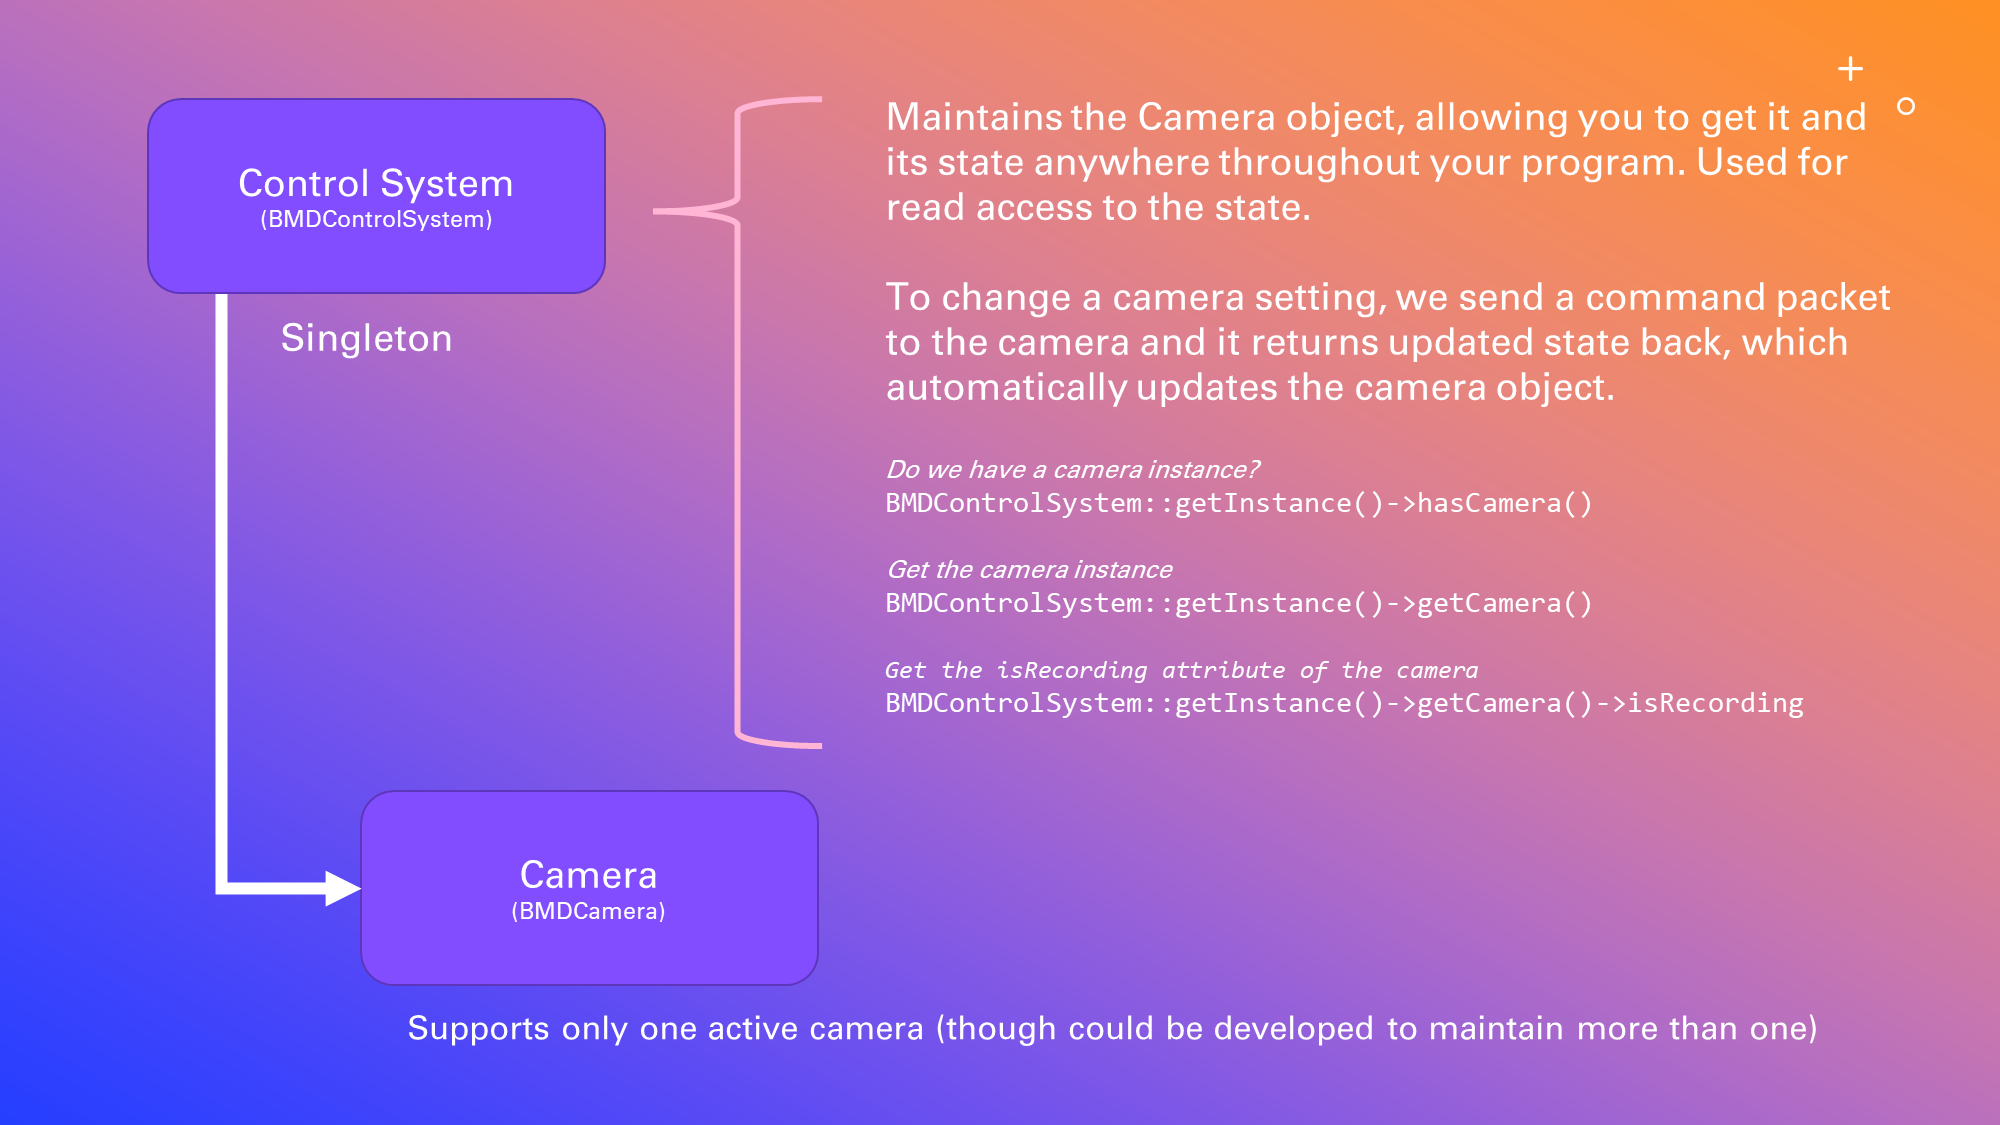 Control System
(BMDControlSystem)
Singleton
Maintains the Camera object, allowing you to get it and
its state anywhere throughout your program. Used for
read access to the state.
To change a camera setting, we send a command packet
to the camera and it returns updated state back, which
automatically updates the camera object.
Do we have a camera instance?
BMDControlSystem::getInstance()->hasCamera()
Get the camera instance
BMDControlSystem::getInstance()->getCamera()
Get the isRecording attribute of the camera
BMDControlSystem::getInstance()->getCamera()->isRecording
Camera
(BMDCamera)
Supports only one active camera (though could be developed to maintain more than one)